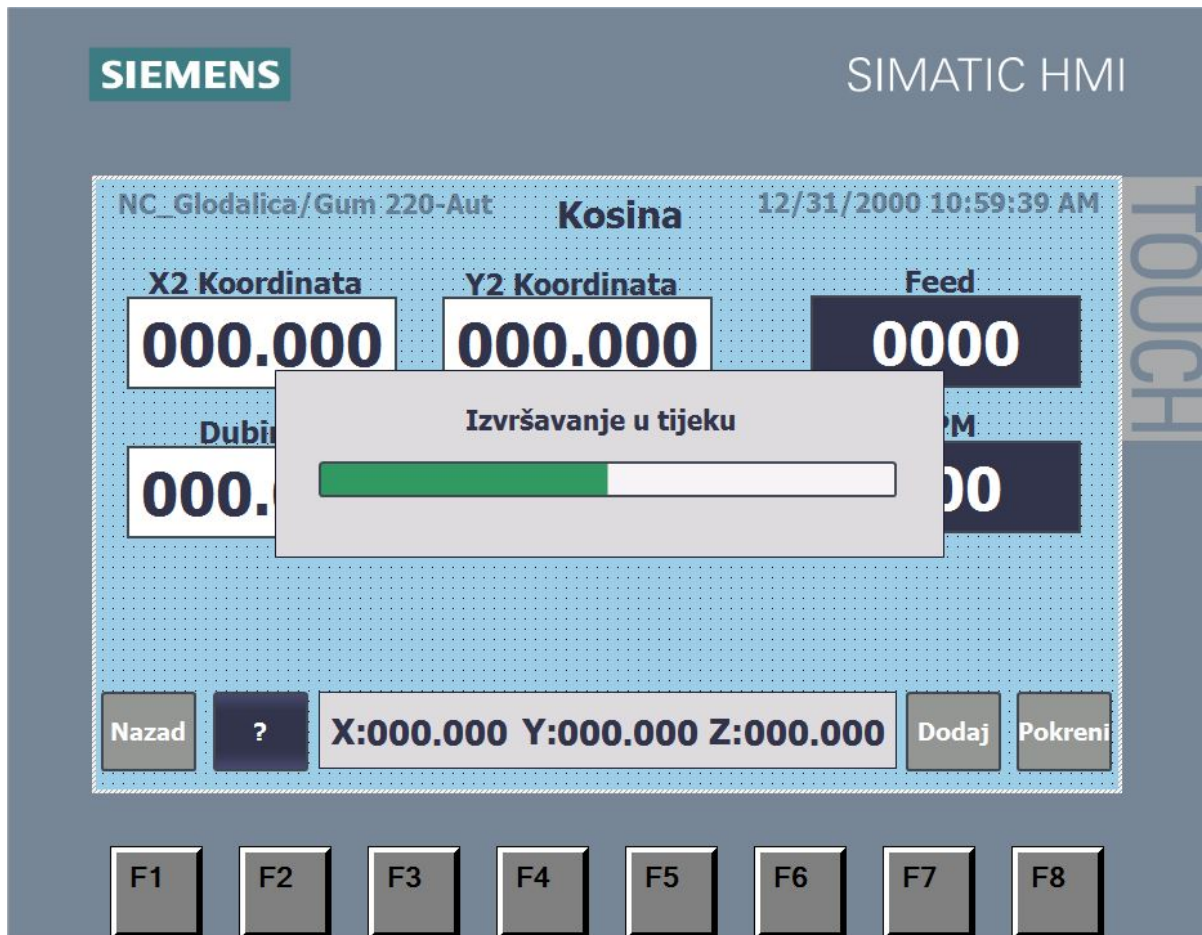 SIEMENS
SIMATIC HMI
TOUCH
NC_Glodalica/Gum 220-Aut
Kosina
12/31/2000 10:59:39 AM
X2 Koordinata
Y2 Koordinata
Feed
000.000
000.000
0000
Izvršavanje u tijeku
Nazad
?
X:000.000 Y:000.000 Z:000.000
Dodaj
Pokreni
F1
F2
F3
F4
F5
F6
F7
F8